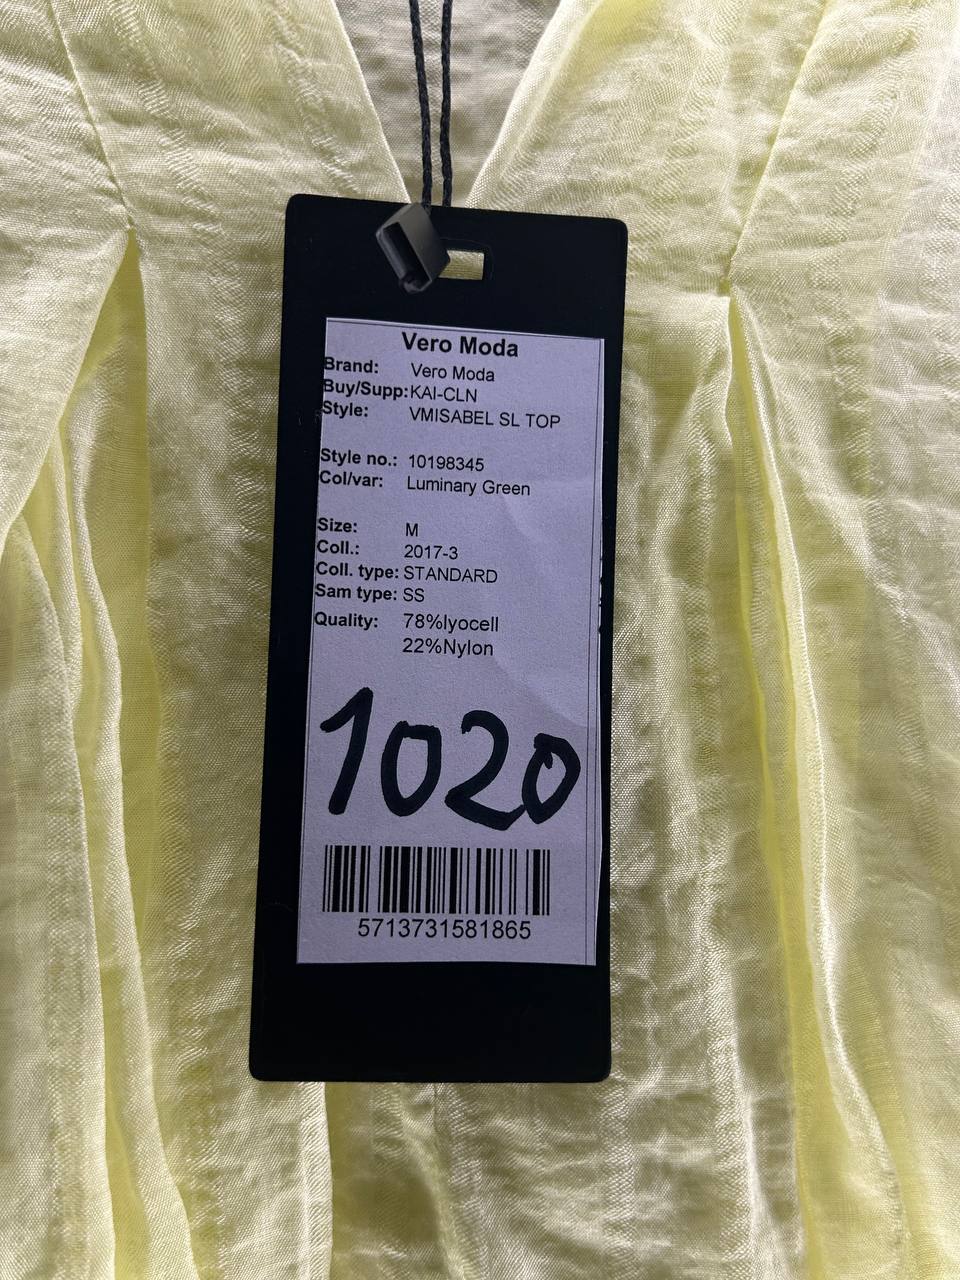 Vero Moda
Brand: Vero Moda
Buy/Supp: KAI-CLN
Style: VMISABEL SL TOP
Style no.: 10198345
Col/var: Luminary Green
Size: M
Coll.: 2017-3
Coll. type: STANDARD
Sam type: SS
Quality: 78%lyocell
22%Nylon
1020
5713731581865